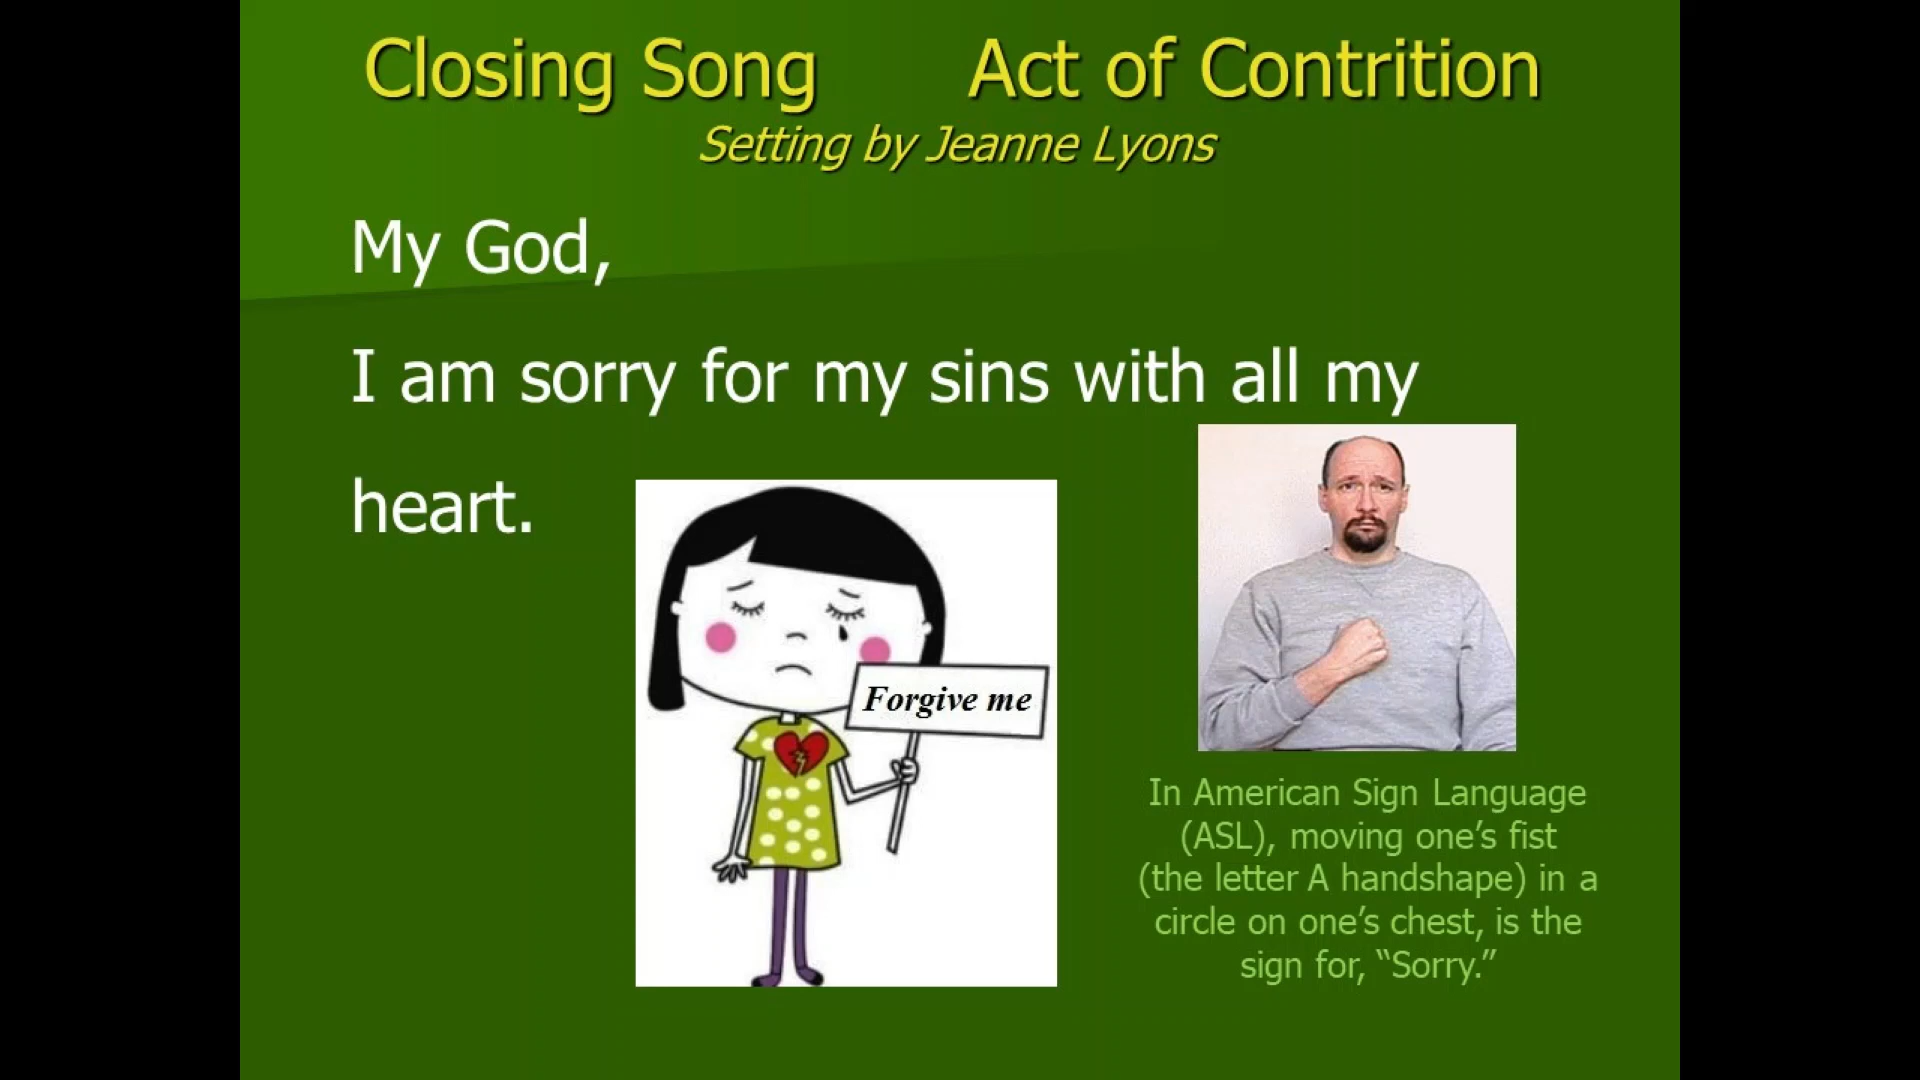 Closing Song Act of Contrition
Setting by Jeanne Lyons
My God,
I am sorry for my sins with all my
heart.
Forgive me
In American Sign Language
(ASL), moving one’s fist
(the letter A handshape) in a
circle on one’s chest, is the
sign for, “Sorry.”